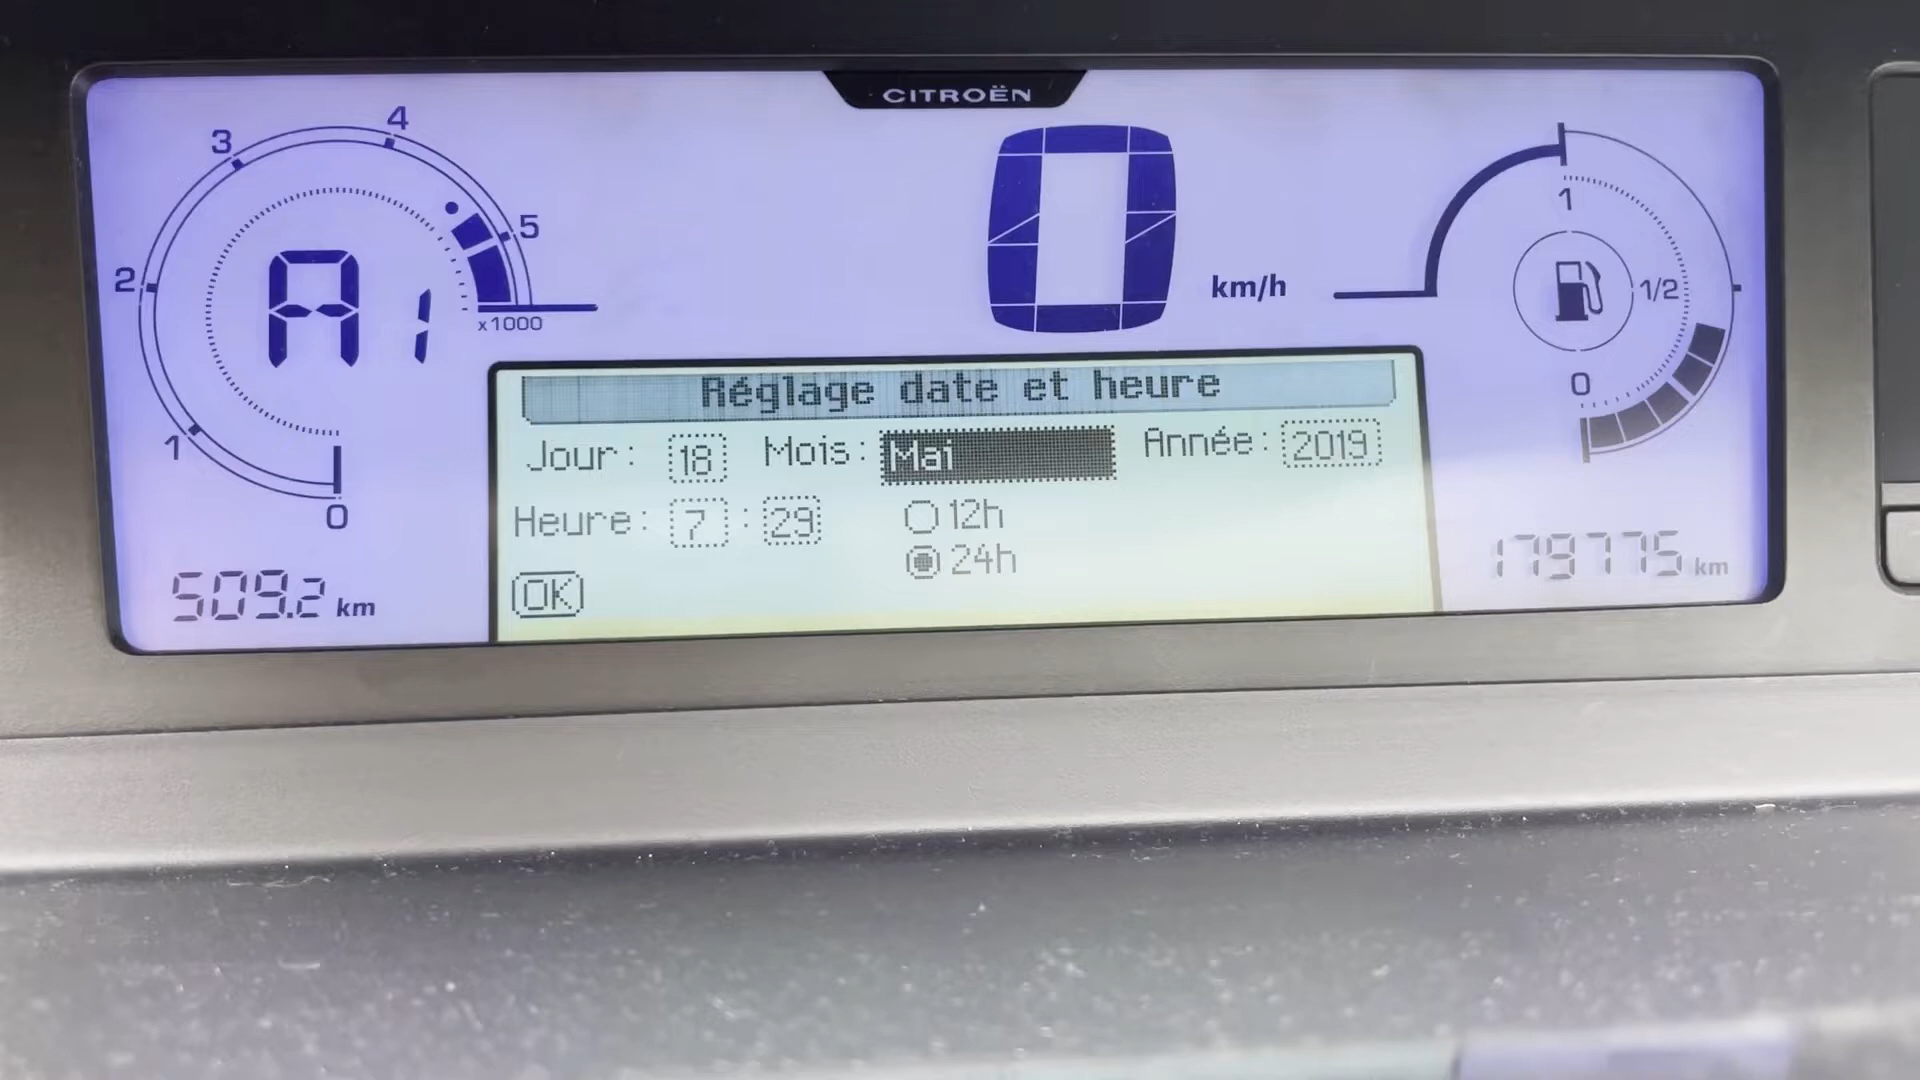 CITROËN
4
3
5
2
A1
x1000
1
0
509.2 km
0
km/h
1
1/2
0
179775 km
Réglage date et heure
Jour: 18 Mois: Mai Année: 2019
Heure: 7 : 29 12h
24h
OK